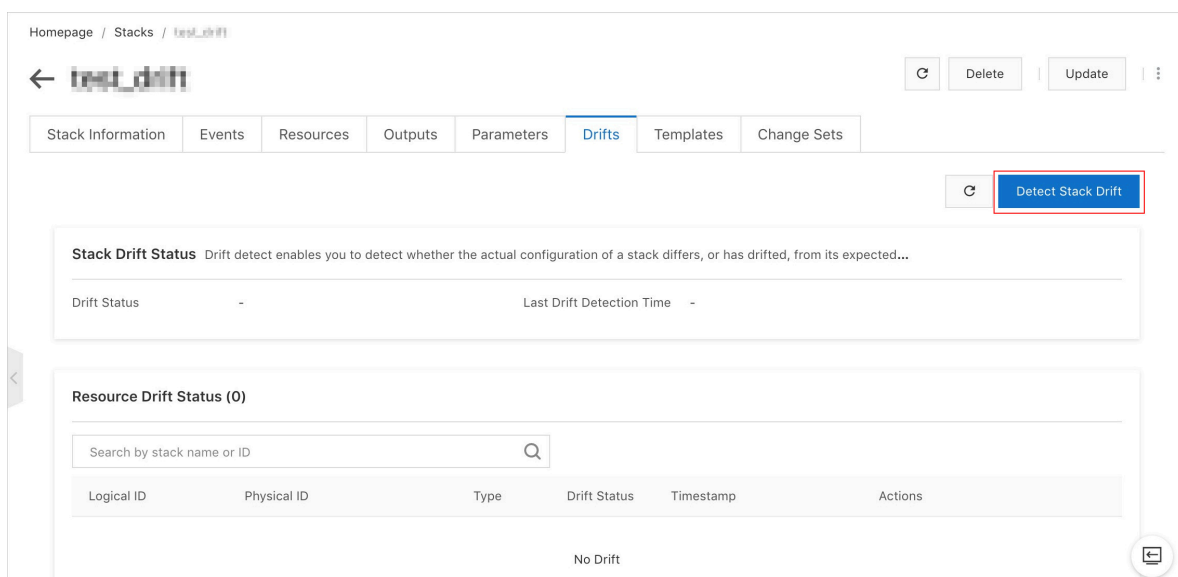 Homepage / Stacks /
Delete Update
Stack Information Events Resources Outputs Parameters Drifts Templates Change Sets
Detect Stack Drift
Stack Drift Status Drift detect enables you to detect whether the actual configuration of a stack differs, or has drifted, from its expected...
Drift Status - Last Drift Detection Time -
Resource Drift Status (0)
Search by stack name or ID
Logical ID Physical ID Type Drift Status Timestamp Actions
No Drift